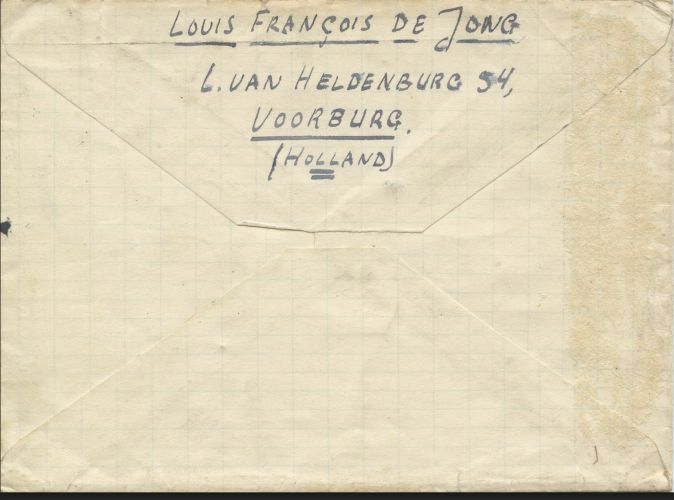 LOUIS FRANÇOIS DE JONG
L. VAN HELDENBURG 54,
VOORBURG.
(HOLLAND)